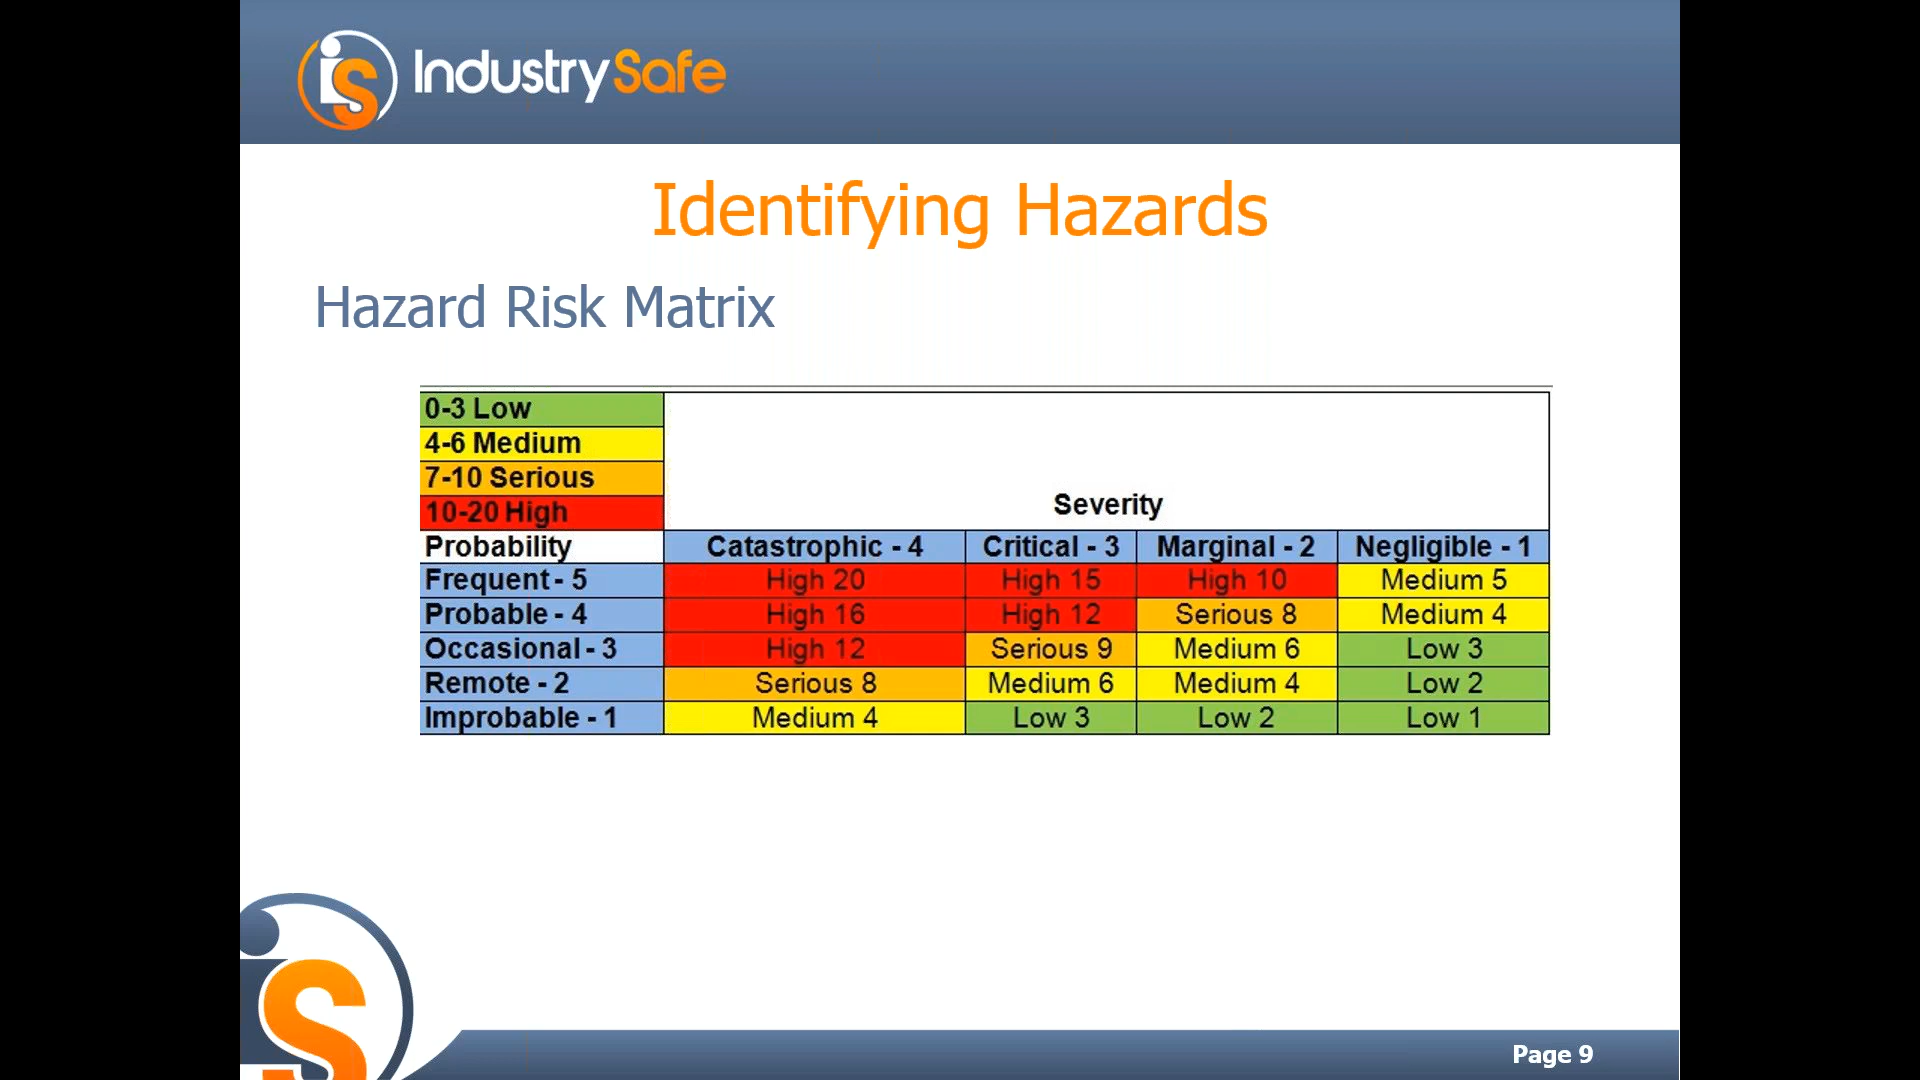 IndustrySafe
Identifying Hazards
Hazard Risk Matrix
0-3 Low
4-6 Medium
7-10 Serious
10-20 High
Severity
Probability Catastrophic - 4 Critical - 3 Marginal - 2 Negligible - 1
Frequent - 5 High 20 High 15 High 10 Medium 5
Probable - 4 High 16 High 12 Serious 8 Medium 4
Occasional - 3 High 12 Serious 9 Medium 6 Low 3
Remote - 2 Serious 8 Medium 6 Medium 4 Low 2
Improbable - 1 Medium 4 Low 3 Low 2 Low 1
Page 9